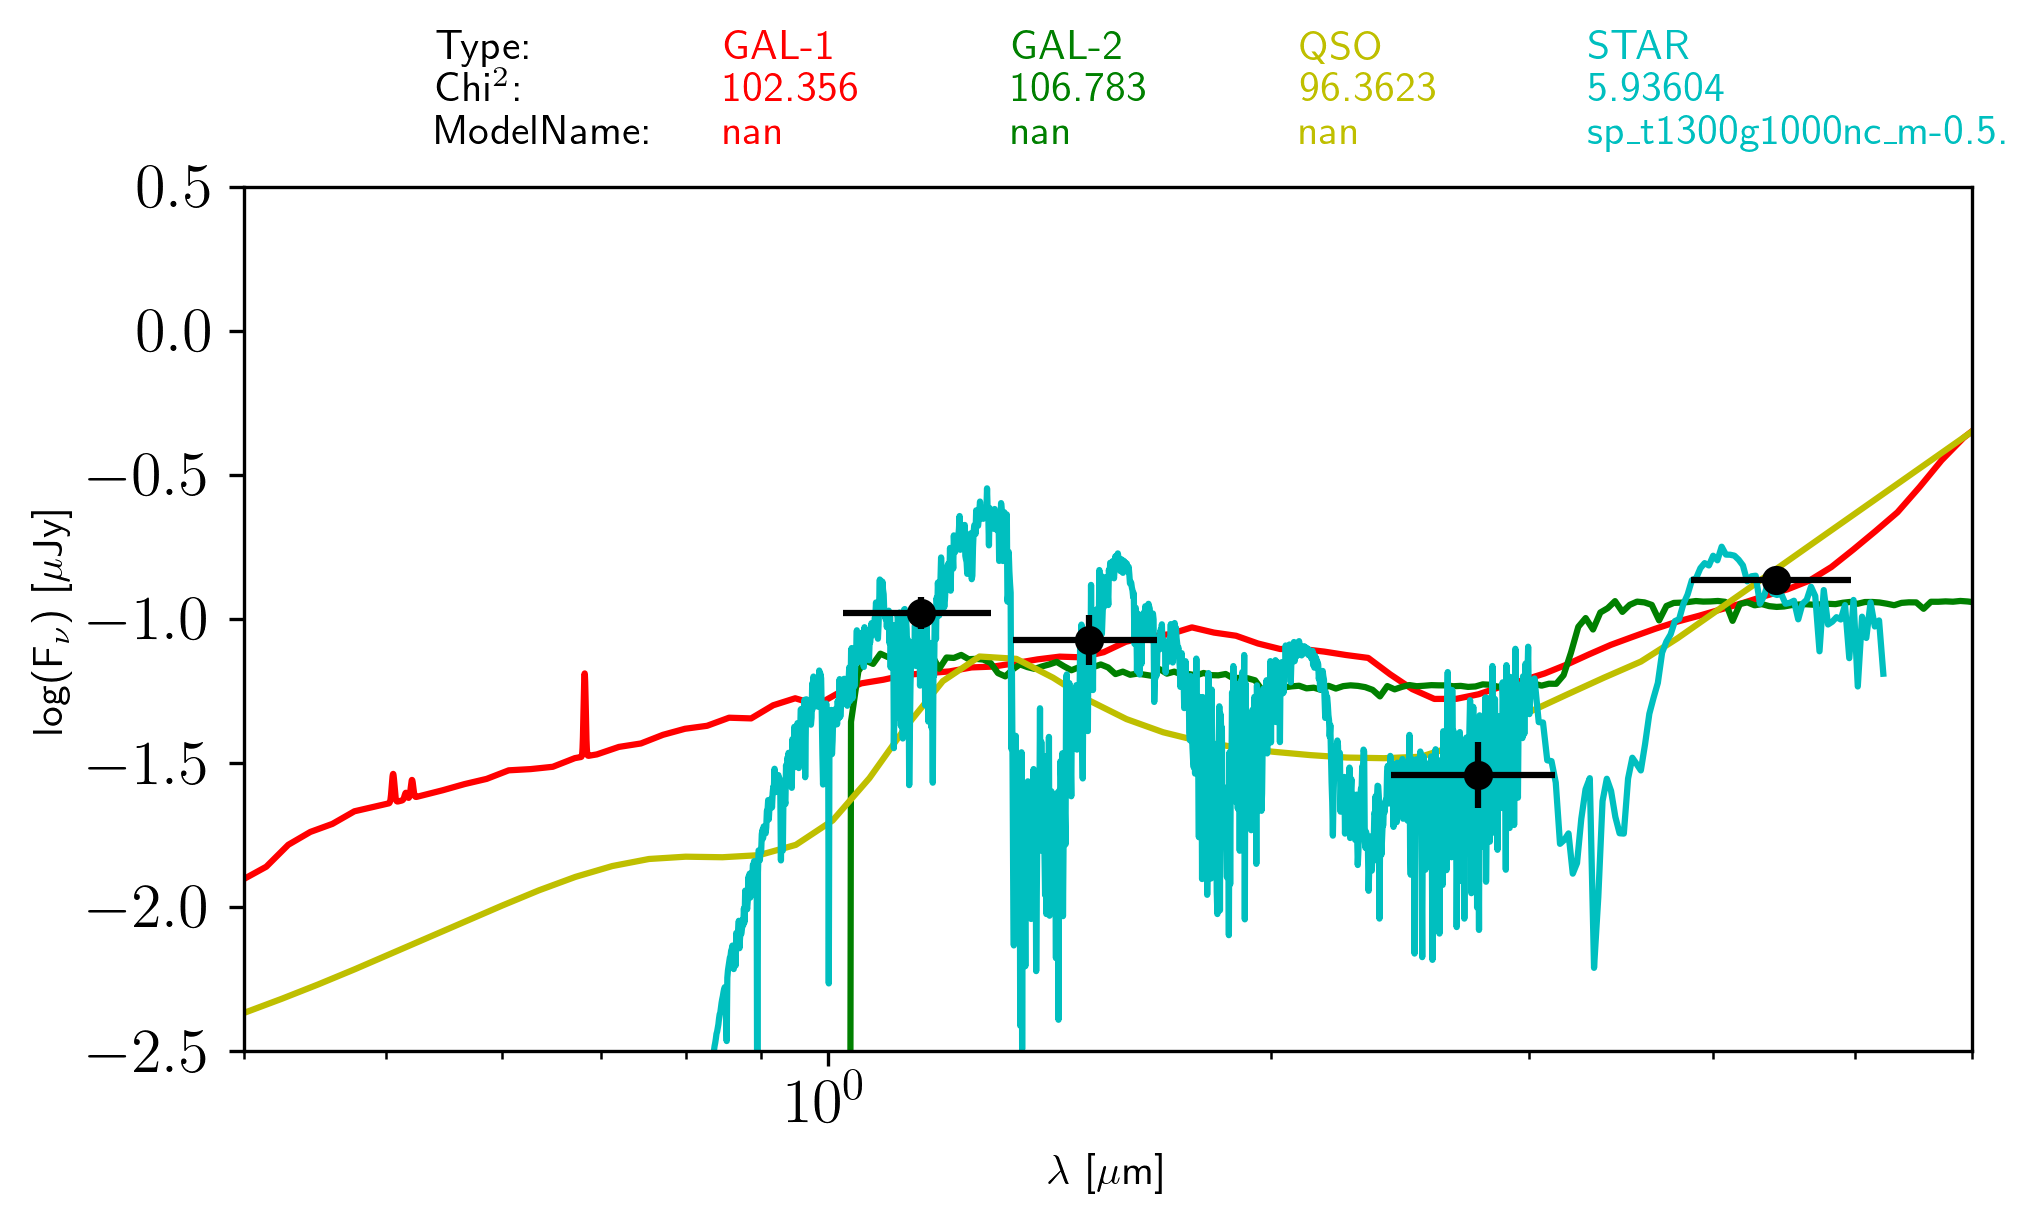 Type: GAL-1 GAL-2 QSO STAR
Chi²: 102.356 106.783 96.3623 5.93604
ModelName: nan nan nan sp_t1300g1000nc_m-0.5.
0.5
0.0
−0.5
−1.0
−1.5
−2.0
−2.5
log(Fν) [μJy]
10⁰
λ [μm]